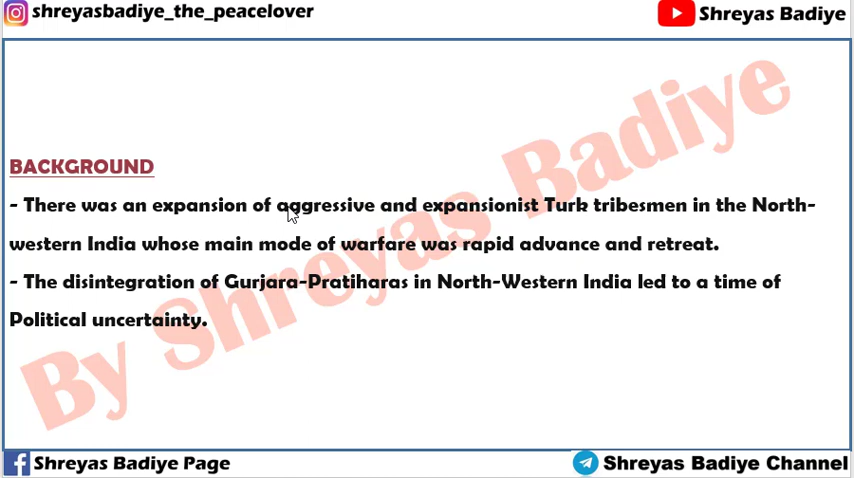 shreyasbadiye_the_peacelover
Shreyas Badiye
BACKGROUND
- There was an expansion of aggressive and expansionist Turk tribesmen in the North-
western India whose main mode of warfare was rapid advance and retreat.
- The disintegration of Gurjara-Pratiharas in North-Western India led to a time of
Political uncertainty.
By Shreyas Badiye
Shreyas Badiye Page
Shreyas Badiye Channel